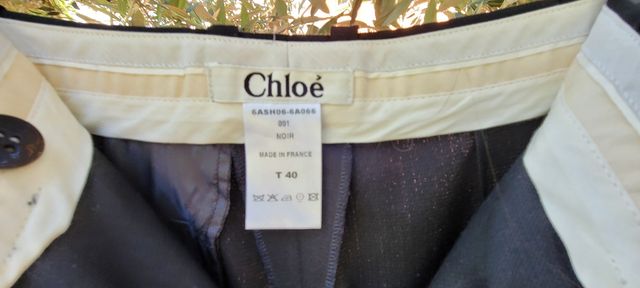 Chloé
6ASH06-6A066
001
NOIR
MADE IN FRANCE
T 40